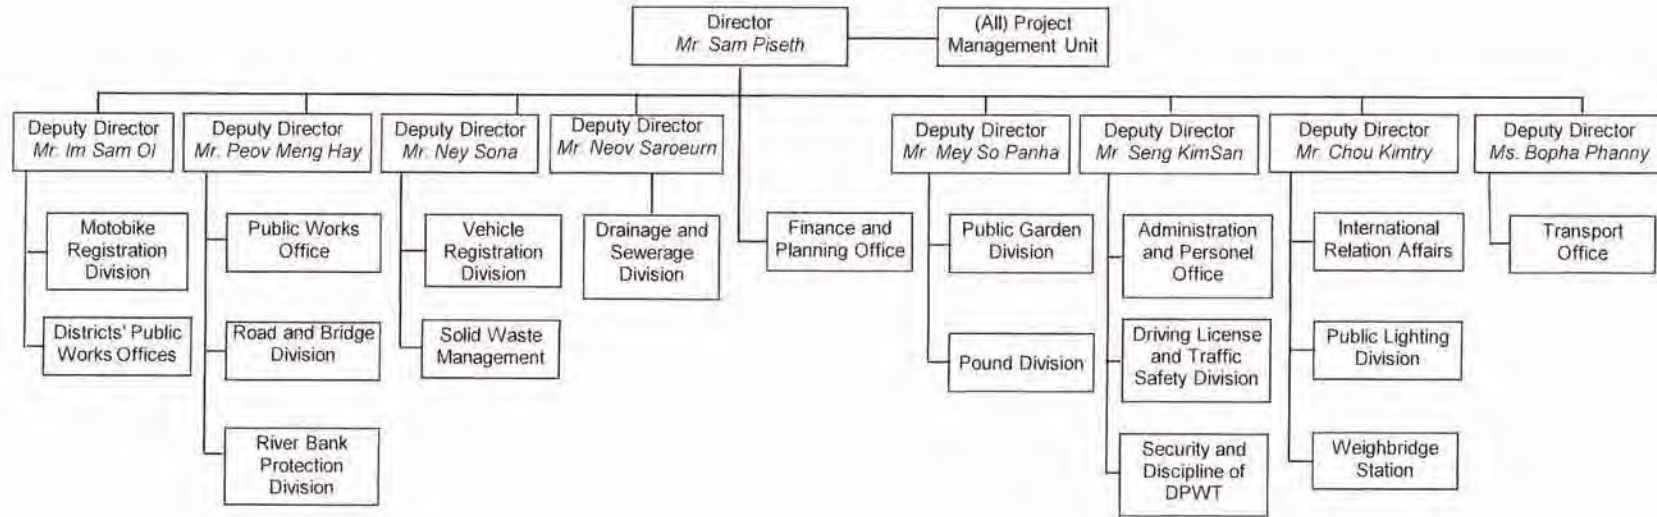 Director
Mr. Sam Piseth
(All) Project
Management Unit
Deputy Director
Mr. Im Sam Ol
Deputy Director
Mr. Peov Meng Hay
Deputy Director
Mr. Ney Sona
Deputy Director
Mr. Neov Saroeurn
Deputy Director
Mr. Mey So Panha
Deputy Director
Mr Seng KimSan
Deputy Director
Mr. Chou Kimtry
Deputy Director
Ms. Bopha Phanny
Motobike
Registration
Division
Districts' Public
Works Offices
Public Works
Office
Road and Bridge
Division
River Bank
Protection
Division
Vehicle
Registration
Division
Solid Waste
Management
Drainage and
Sewerage
Division
Finance and
Planning Office
Public Garden
Division
Pound Division
Administration
and Personel
Office
Driving License
and Traffic
Safety Division
Security and
Discipline of
DPWT
International
Relation Affairs
Public Lighting
Division
Weighbridge
Station
Transport
Office